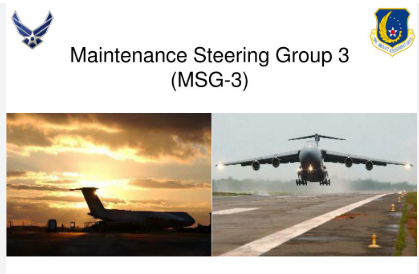 Maintenance Steering Group 3
(MSG-3)